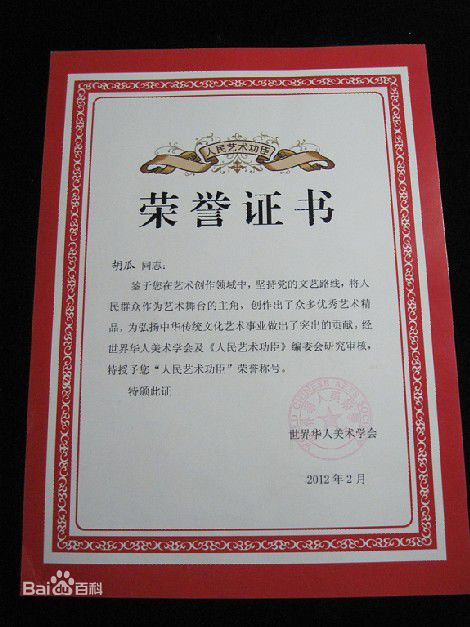 人民艺术功臣
荣誉证书
胡瓜 同志：
鉴于您在艺术创作领域中，坚持党的文艺路线，将人
民群众作为艺术舞台的主角，创作出了众多优秀艺术精
品，为弘扬中华传统文化艺术事业做出了突出的贡献。经
世界华人美术学会及《人民艺术功臣》编委会研究审核，
特授予您“人民艺术功臣”荣誉称号。
特颁此证
世界华人美术学会
2012年2月
Bai百科